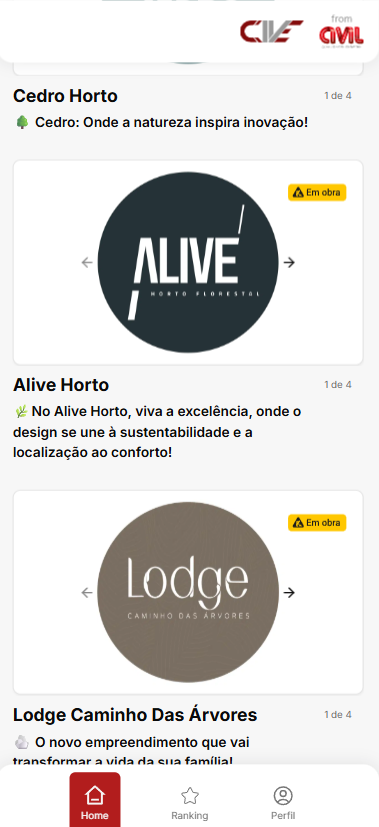 CIVE
from
CIVIL
Cedro Horto
1 de 4
Cedro: Onde a natureza inspira inovação!
Em obra
ALIVE
HORTO FLORESTAL
Alive Horto
1 de 4
No Alive Horto, viva a excelência, onde o
design se une à sustentabilidade e a
localização ao conforto!
Em obra
Lodge
CAMINHO DAS ÁRVORES
Lodge Caminho Das Árvores
1 de 4
O novo empreendimento que vai
transformar a vida da sua família!
Home
Ranking
Perfil